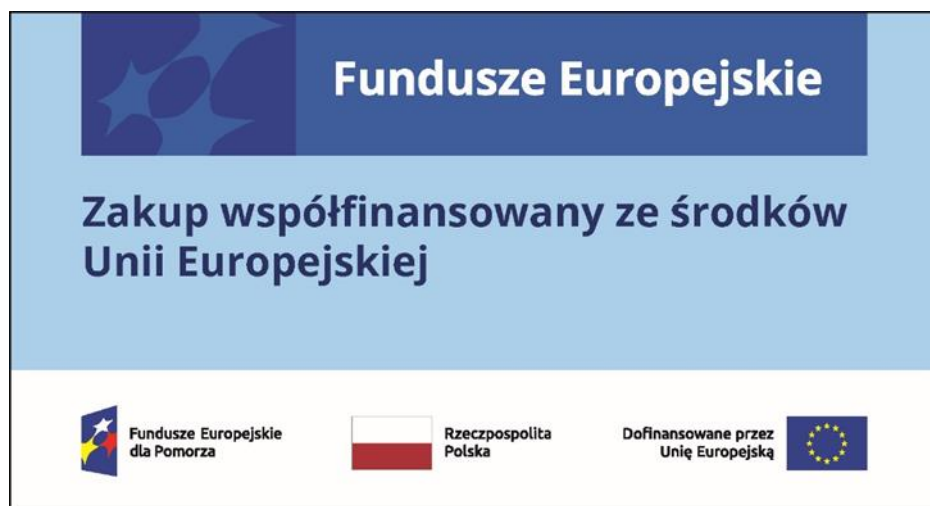 Fundusze Europejskie
Zakup współfinansowany ze środków
Unii Europejskiej
Fundusze Europejskie
dla Pomorza
Rzeczpospolita
Polska
Dofinansowane przez
Unię Europejską